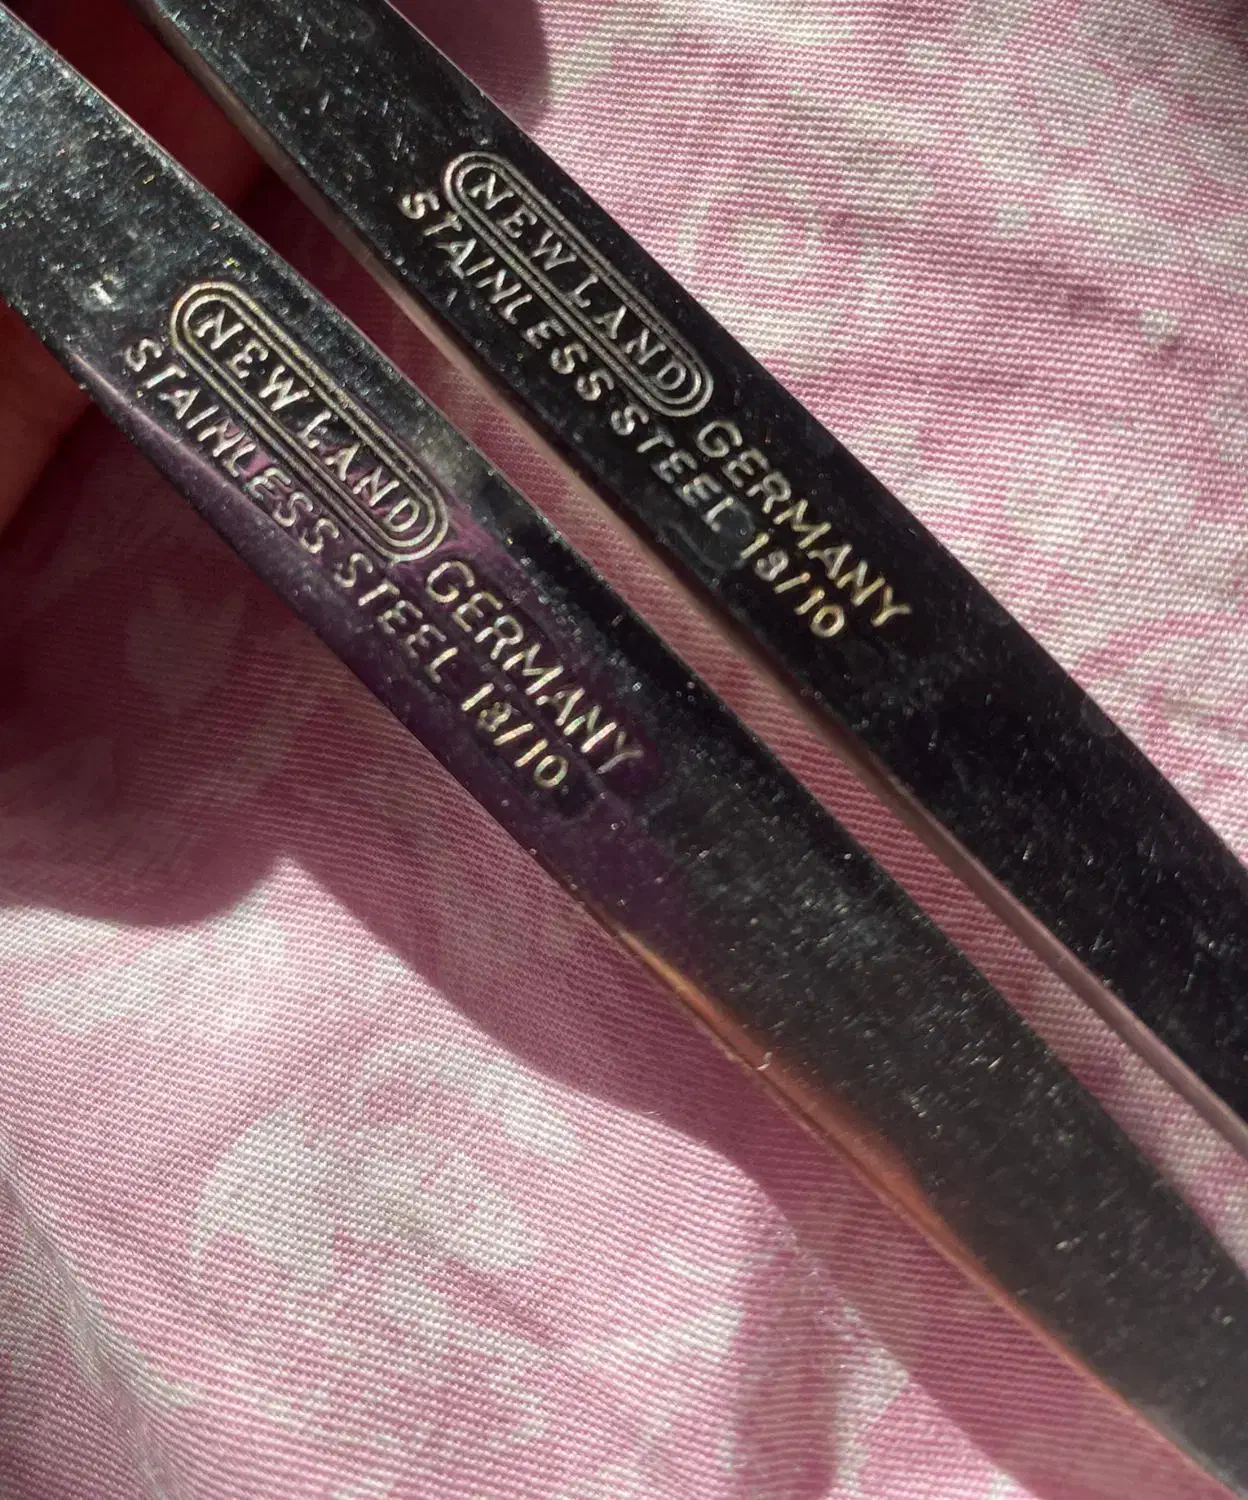 NEWLAND
GERMANY
STAINLESS STEEL 18/10
NEWLAND
GERMANY
STAINLESS STEEL 18/10